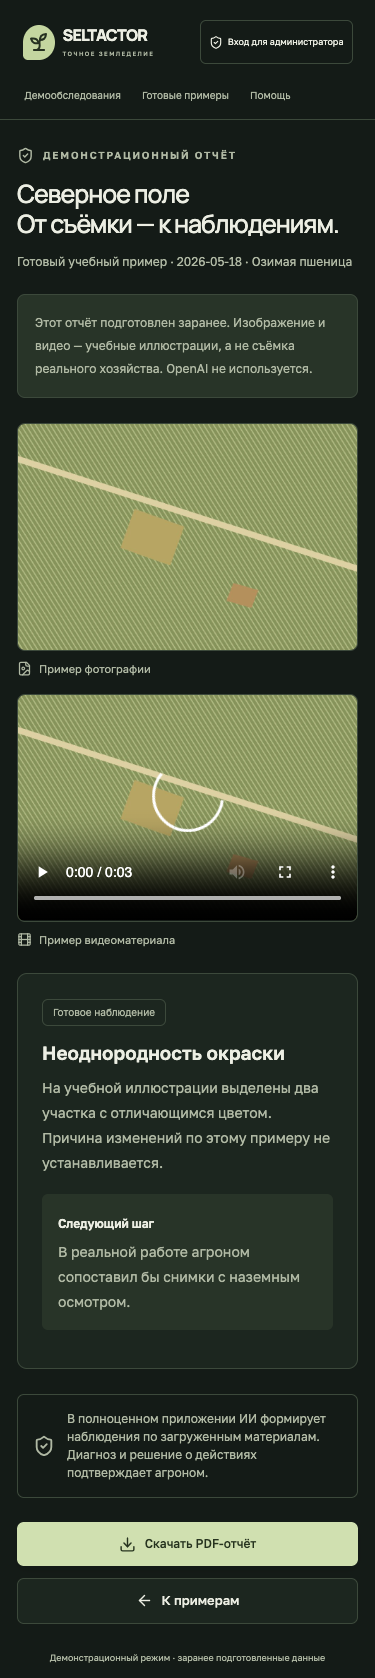 SELTACTOR
ТОЧНОЕ ЗЕМЛЕДЕЛИЕ
Вход для администратора
Демообследования
Готовые примеры
Помощь
ДЕМОНСТРАЦИОННЫЙ ОТЧЁТ
Северное поле
От съёмки — к наблюдениям.
Готовый учебный пример · 2026-05-18 · Озимая пшеница
Этот отчёт подготовлен заранее. Изображение и
видео — учебные иллюстрации, а не съёмка
реального хозяйства. OpenAI не используется.
Пример фотографии
0:00 / 0:03
Пример видеоматериала
Готовое наблюдение
Неоднородность окраски
На учебной иллюстрации выделены два
участка с отличающимся цветом.
Причина изменений по этому примеру не
устанавливается.
Следующий шаг
В реальной работе агроном
сопоставил бы снимки с наземным
осмотром.
В полноценном приложении ИИ формирует
наблюдения по загруженным материалам.
Диагноз и решение о действиях
подтверждает агроном.
Скачать PDF-отчёт
К примерам
Демонстрационный режим · заранее подготовленные данные